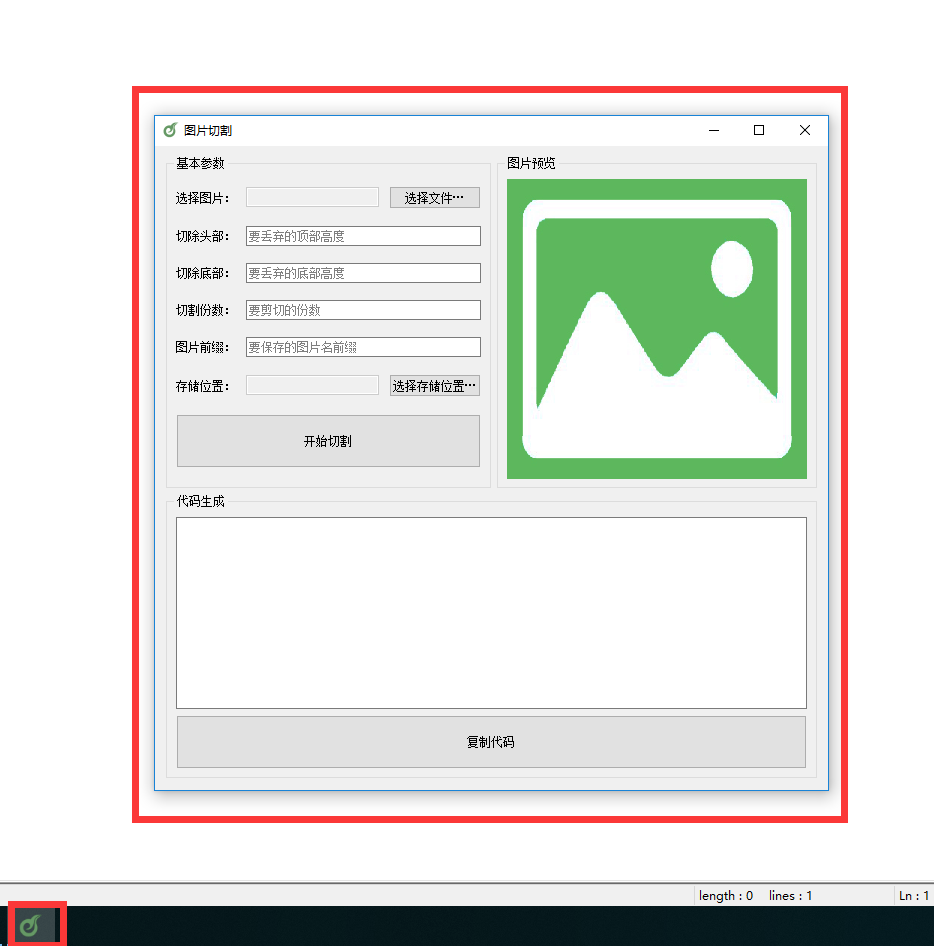 图片切割
基本参数
选择图片：
选择文件…
切除头部：
要丢弃的顶部高度
切除底部：
要丢弃的底部高度
切割份数：
要剪切的份数
图片前缀：
要保存的图片名前缀
存储位置：
选择存储位置…
开始切割
图片预览
代码生成
复制代码
length : 0 lines : 1 Ln : 1